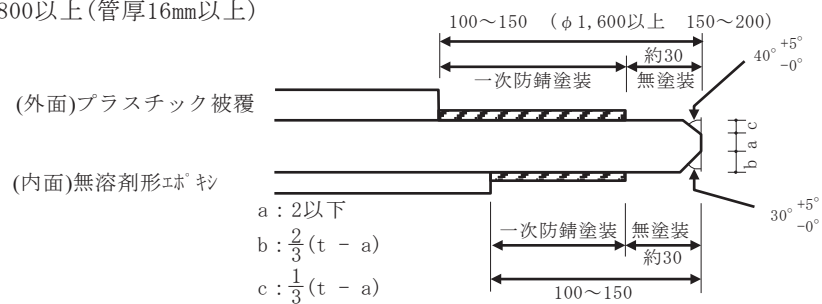 800以上(管厚16mm以上)
100～150 （φ1,600以上 150～200）
約30
一次防錆塗装 無塗装
40° +5° -0°
(外面)プラスチック被覆
c
a
b
(内面)無溶剤形エポキシ
30° +5° -0°
a：2以下
一次防錆塗装 無塗装
b：2/3(t - a)
約30
c：1/3(t - a)
100～150